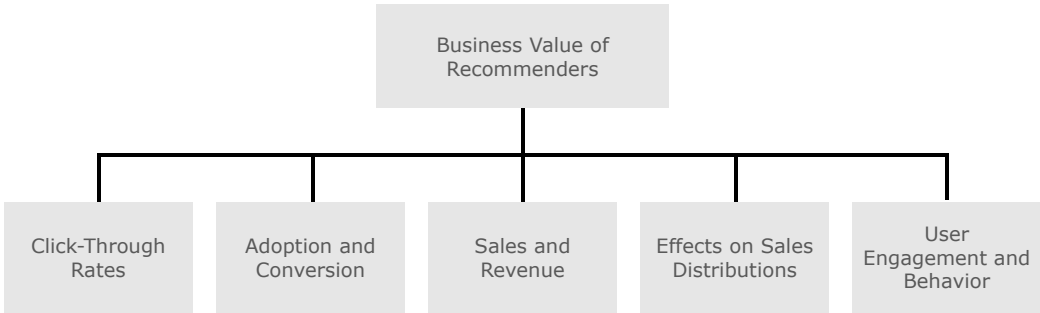 Business Value of
Recommenders
Click-Through
Rates
Adoption and
Conversion
Sales and
Revenue
Effects on Sales
Distributions
User
Engagement and
Behavior